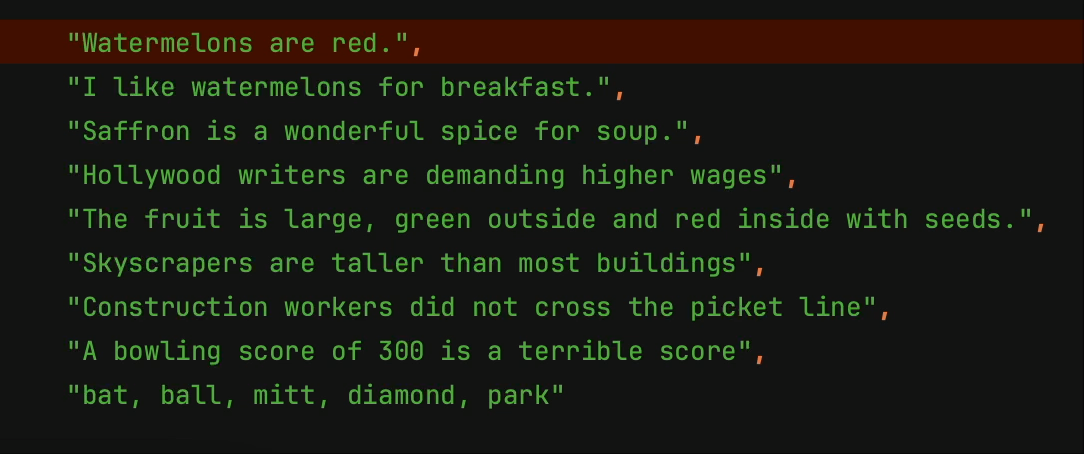 "Watermelons are red.",
"I like watermelons for breakfast.",
"Saffron is a wonderful spice for soup.",
"Hollywood writers are demanding higher wages",
"The fruit is large, green outside and red inside with seeds.",
"Skyscrapers are taller than most buildings",
"Construction workers did not cross the picket line",
"A bowling score of 300 is a terrible score",
"bat, ball, mitt, diamond, park"